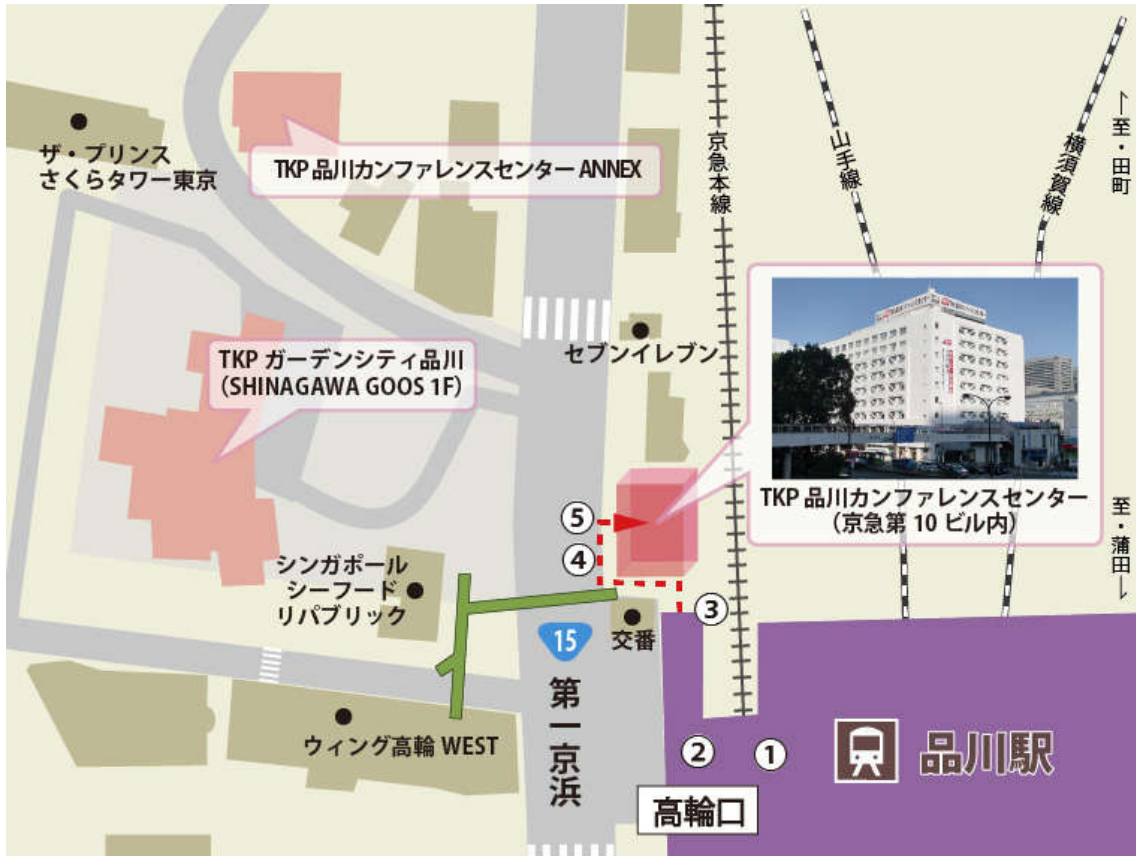 ザ・プリンス
さくらタワー東京
TKP 品川カンファレンスセンター ANNEX
京急本線
山手線
横須賀線
至・田町
セブンイレブン
TKP ガーデンシティ品川
（SHINAGAWA GOOS 1F）
TKP 品川カンファレンスセンター
（京急第 10 ビル内）
至・蒲田
⑤
④
③
シンガポール
シーフード
リパブリック
交番
15
第一京浜
ウィング高輪 WEST
②
①
品川駅
高輪口